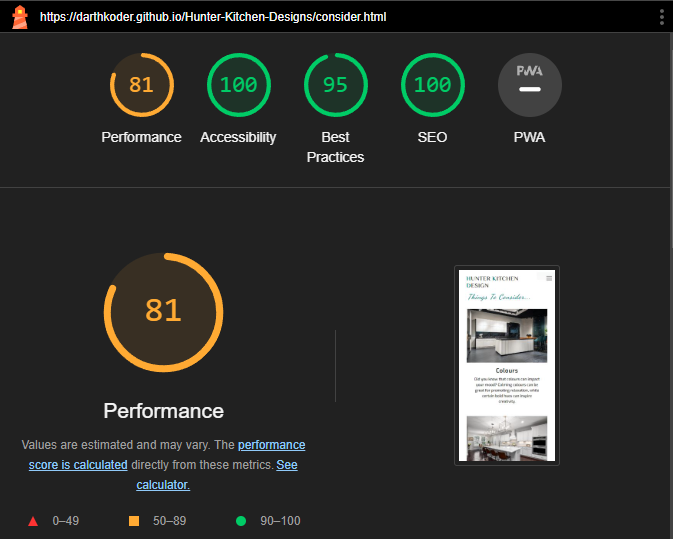 https://darthkoder.github.io/Hunter-Kitchen-Designs/consider.html
81
100
95
100
PWA
Performance
Accessibility
Best
Practices
SEO
PWA
81
Performance
Values are estimated and may vary. The performance
score is calculated directly from these metrics. See
calculator.
0–49
50–89
90–100
HUNTER KITCHEN
DESIGN
Things To Consider...
Colours
Did you know that colours can impact
your mood? Calming colours can be
great for promoting relaxation, while
certain bold hues can inspire
creativity.